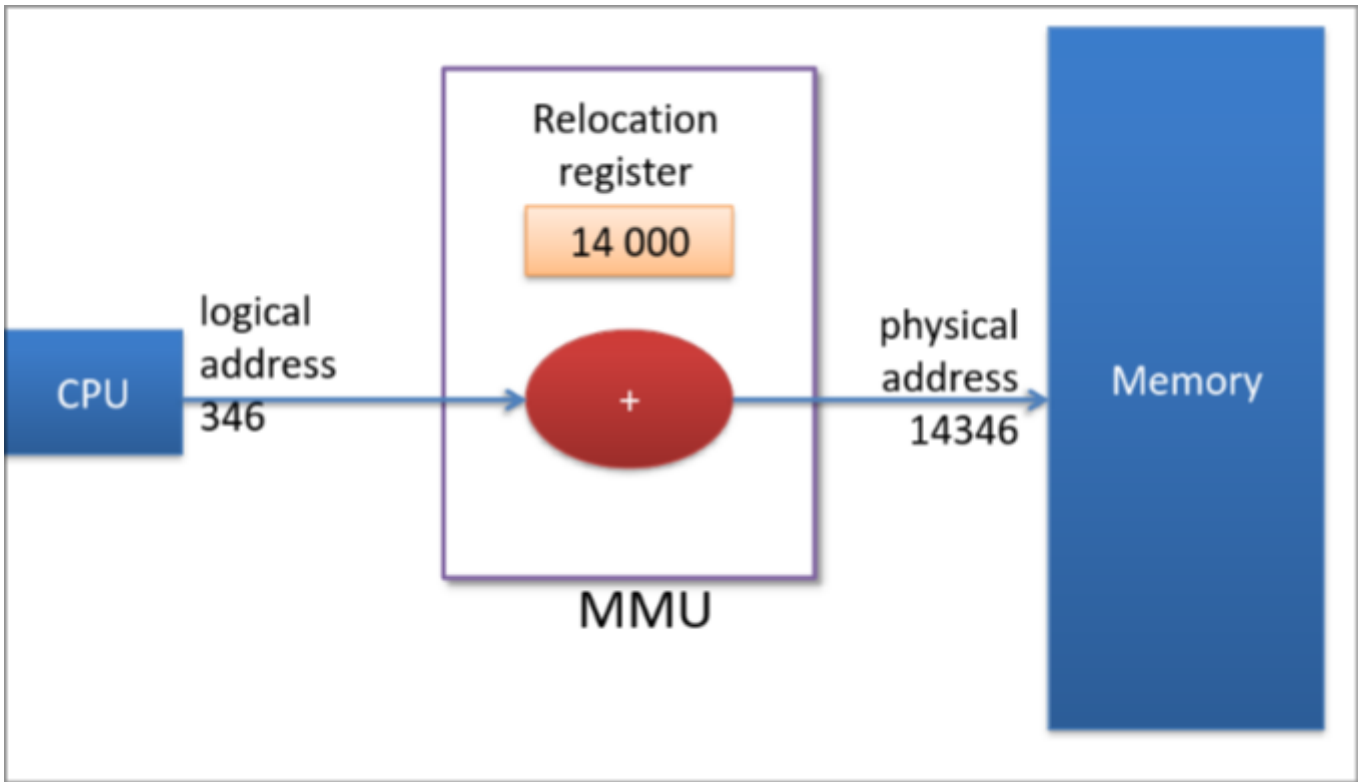 Relocation
register
14 000
logical
address
346
CPU
+
physical
address
14346
Memory
MMU